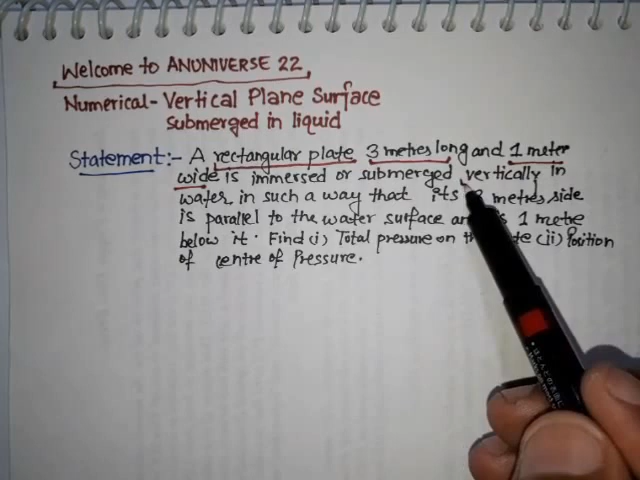 Welcome to ANUNIVERSE 22
Numerical- Vertical Plane Surface
Submerged in liquid
Statement:- A rectangular plate 3 metres long and 1 meter
wide is immersed or submerged vertically in
water in such a way that its metres side
is parallel to the water surface and is 1 metre
below it. Find (i) Total pressure on (ii) Position
of centre of Pressure.